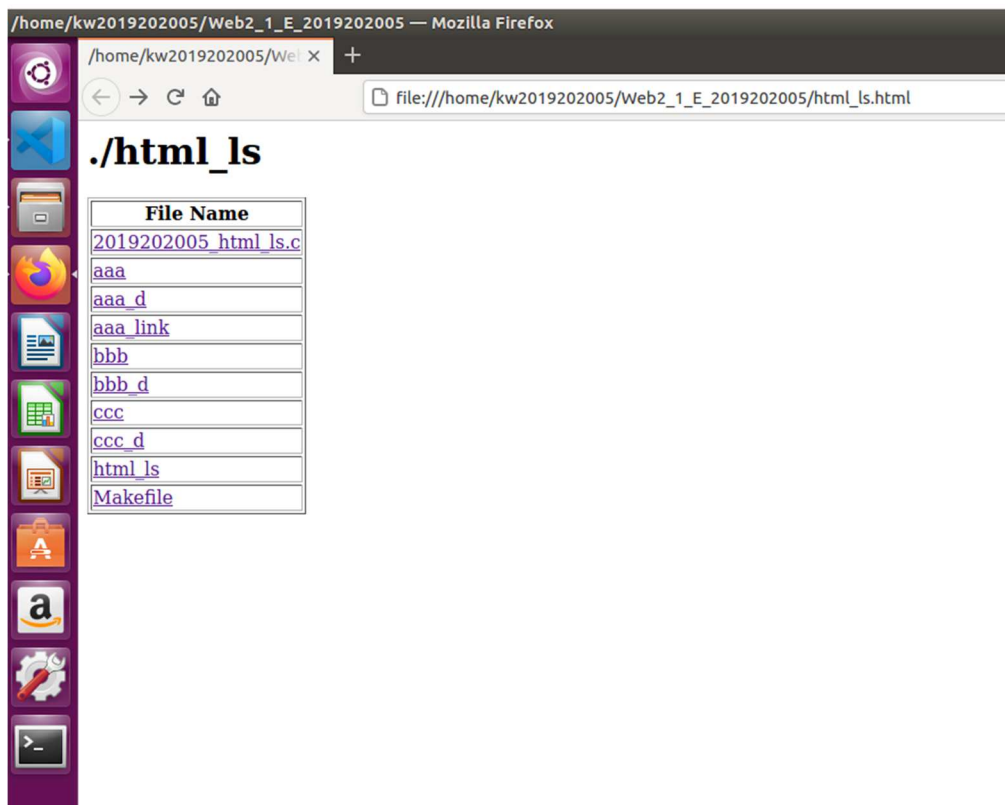 /home/kw2019202005/Web2_1_E_2019202005 — Mozilla Firefox
/home/kw2019202005/We
file:///home/kw2019202005/Web2_1_E_2019202005/html_ls.html
./html_ls
File Name
2019202005_html_ls.c
aaa
aaa_d
aaa_link
bbb
bbb_d
ccc
ccc_d
html_ls
Makefile